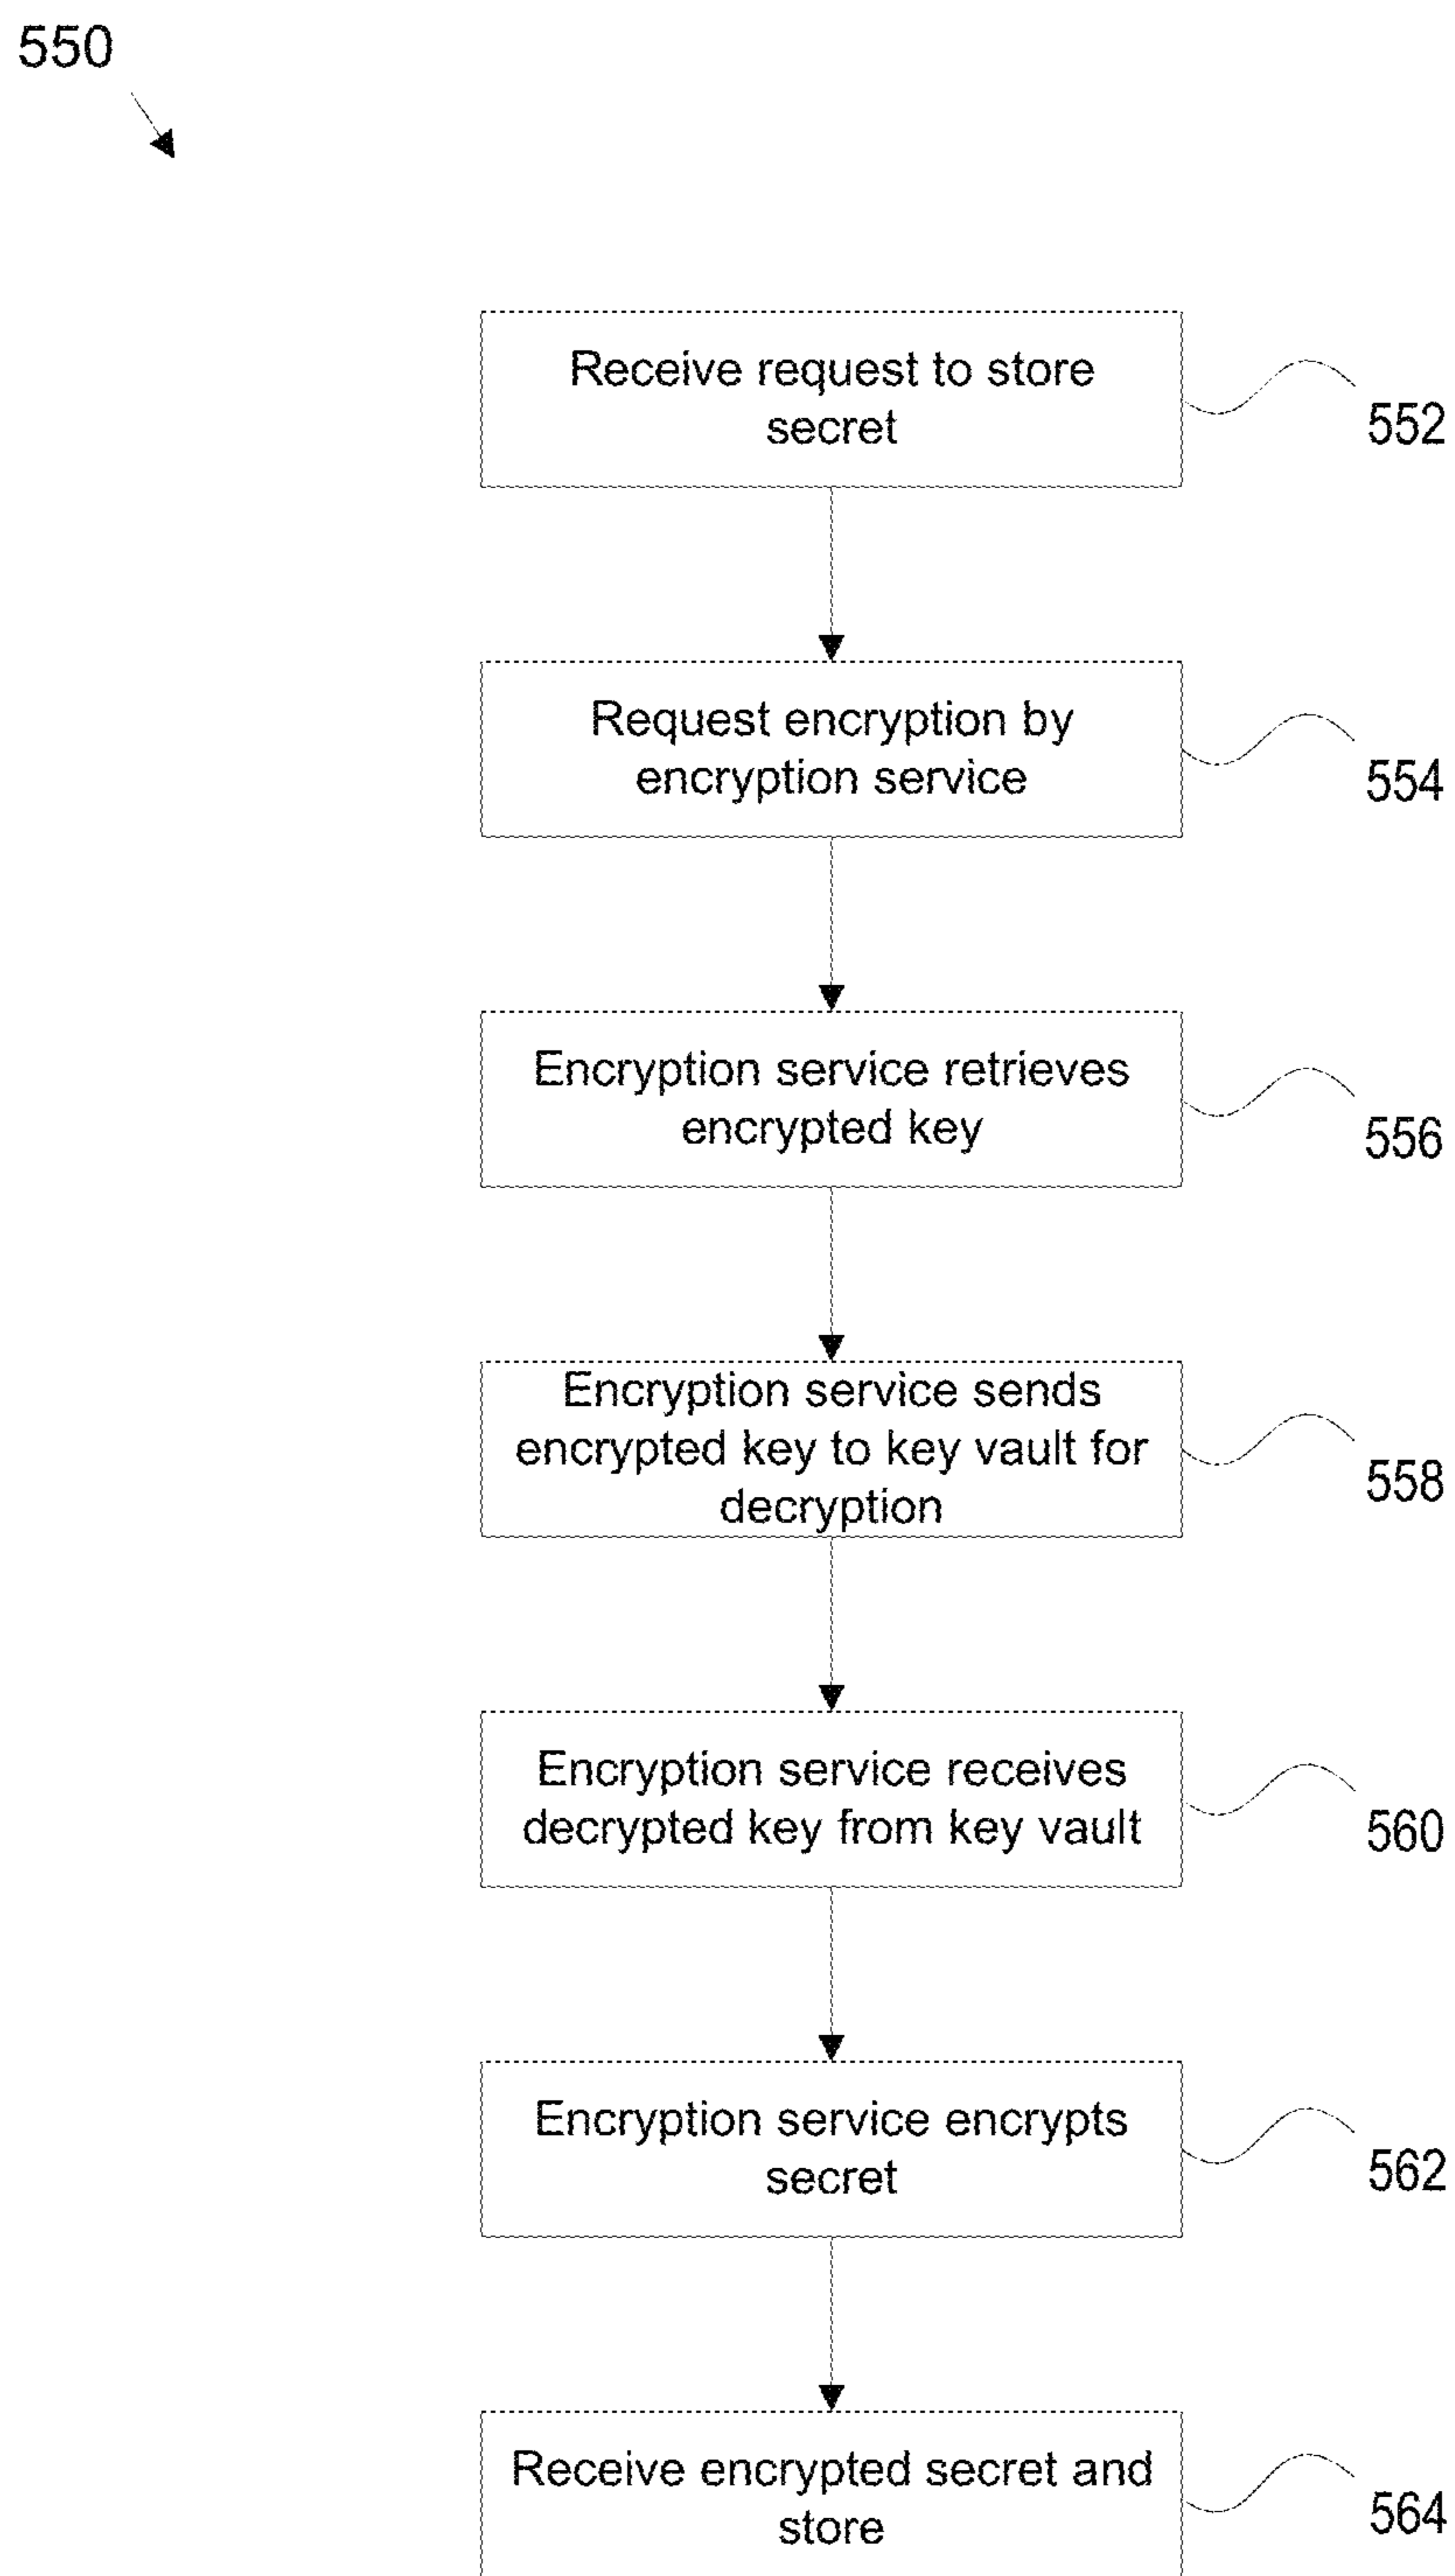 550
Receive request to store
secret
552
Request encryption by
encryption service
554
Encryption service retrieves
encrypted key
556
Encryption service sends
encrypted key to key vault for
decryption
558
Encryption service receives
decrypted key from key vault
560
Encryption service encrypts
secret
562
Receive encrypted secret and
store
564